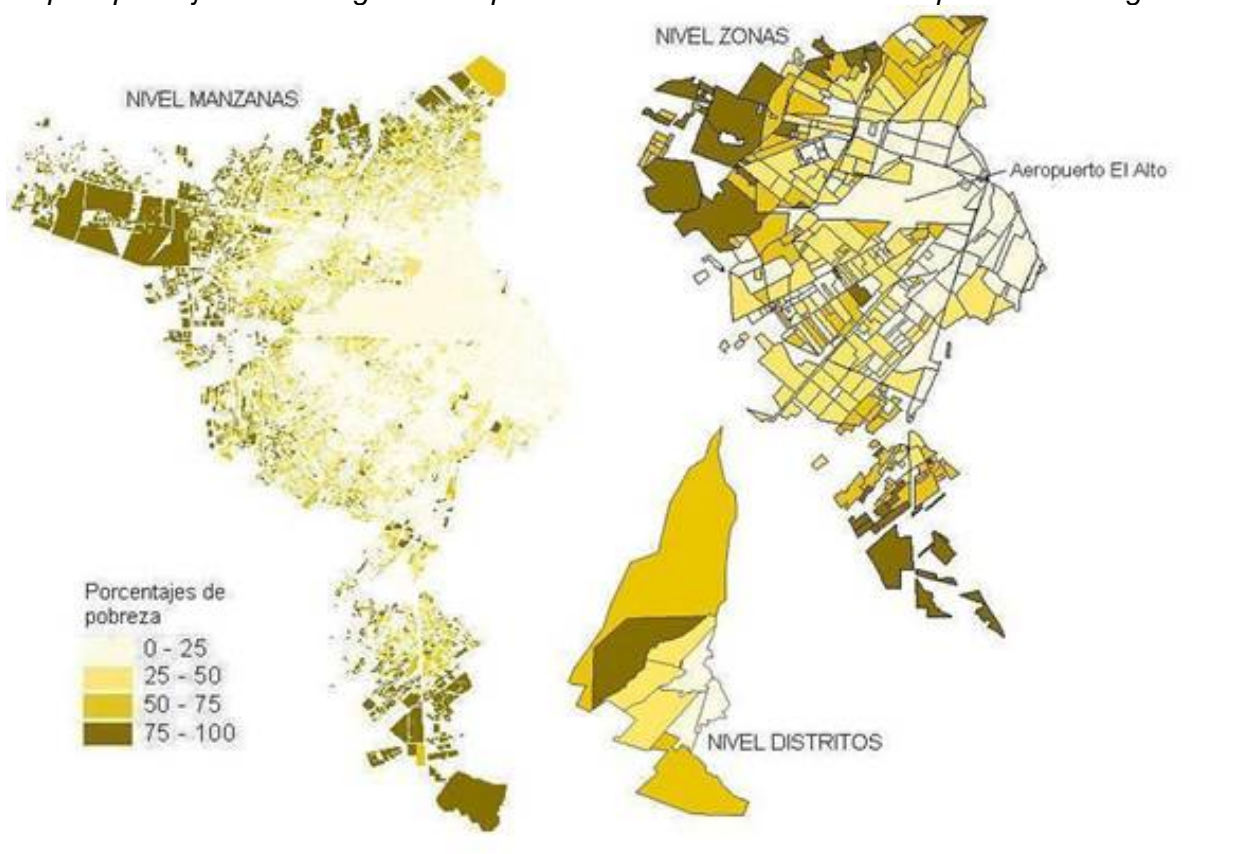 NIVEL ZONAS
NIVEL MANZANAS
Aeropuerto El Alto
Porcentajes de
pobreza
0 - 25
25 - 50
50 - 75
75 - 100
NIVEL DISTRITOS